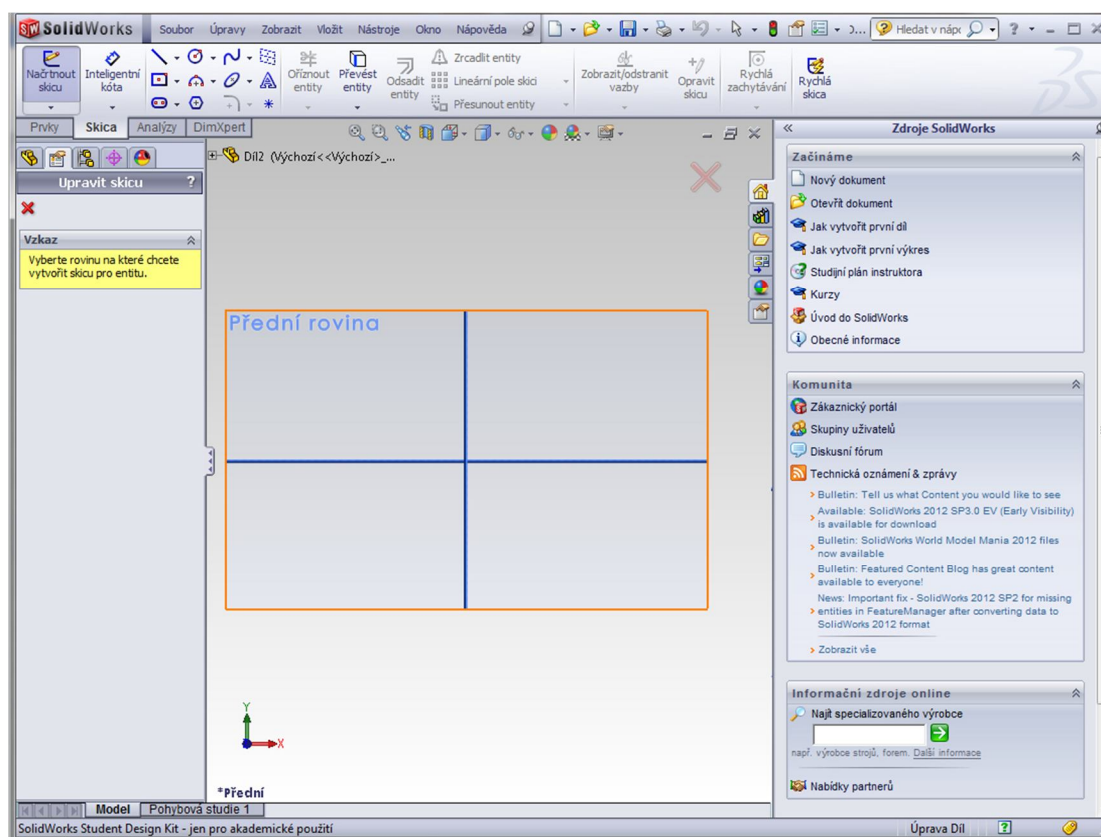 SolidWorks Soubor Úpravy Zobrazit Vložit Nástroje Okno Nápověda Hledat v nápc ?
Načrtnout skicu
Inteligentní kóta
Oříznout entity
Převést entity
Odsadit entity
Zrcadlit entity
Lineární pole skici
Přesunout entity
Zobrazit/odstranit vazby
Opravit skicu
Rychlá zachytávání
Rychlá skica
Prvky Skica Analýzy DimXpert
Upravit skicu ?
Vzkaz
Vyberte rovinu na které chcete
vytvořit skicu pro entitu.
Díl2 (Výchozí<<Výchozí>_...
Přední rovina
Y
X
*Přední
Zdroje SolidWorks
Začínáme
Nový dokument
Otevřít dokument
Jak vytvořit první díl
Jak vytvořit první výkres
Studijní plán instruktora
Kurzy
Úvod do SolidWorks
Obecné informace
Komunita
Zákaznický portál
Skupiny uživatelů
Diskusní fórum
Technická oznámení & zprávy
Bulletin: Tell us what Content you would like to see
Available: SolidWorks 2012 SP3.0 EV (Early Visibility)
is available for download
Bulletin: SolidWorks World Model Mania 2012 files
now available
Bulletin: Featured Content Blog has great content
available to everyone!
News: Important fix - SolidWorks 2012 SP2 for missing
entities in FeatureManager after converting data to
SolidWorks 2012 format
Zobrazit vše
Informační zdroje online
Najít specializovaného výrobce
např. výrobce strojů, forem. Další informace
Nabídky partnerů
Model Pohybová studie 1
SolidWorks Student Design Kit - jen pro akademické použití
Úprava Díl ?